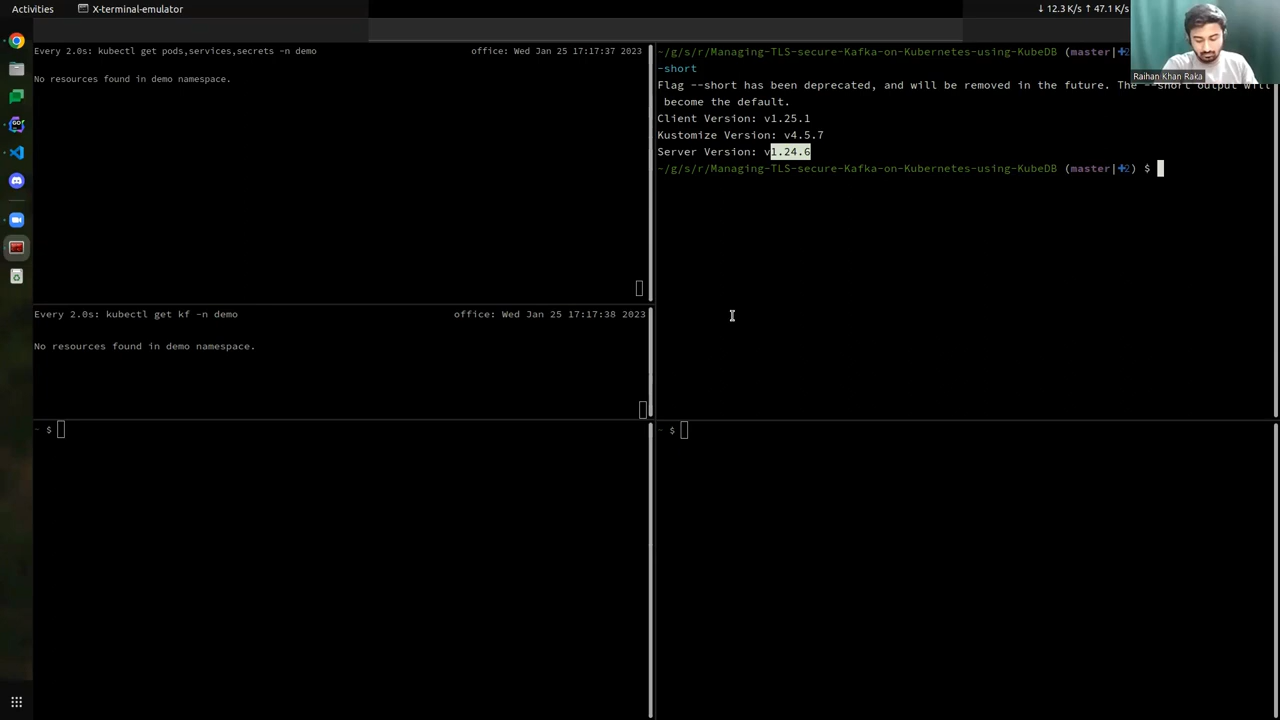 Activities
X-terminal-emulator
↓ 12.3 K/s ↑ 47.1 K/s
Every 2.0s: kubectl get pods,services,secrets -n demo
office: Wed Jan 25 17:17:37 2023
No resources found in demo namespace.
Every 2.0s: kubectl get kf -n demo
office: Wed Jan 25 17:17:38 2023
No resources found in demo namespace.
~ $
~/g/s/r/Managing-TLS-secure-Kafka-on-Kubernetes-using-KubeDB (master|✚2
-short
Flag --short has been deprecated, and will be removed in the future. The --short output will
become the default.
Client Version: v1.25.1
Kustomize Version: v4.5.7
Server Version: v1.24.6
~/g/s/r/Managing-TLS-secure-Kafka-on-Kubernetes-using-KubeDB (master|✚2) $
~ $
Raihan Khan Raka